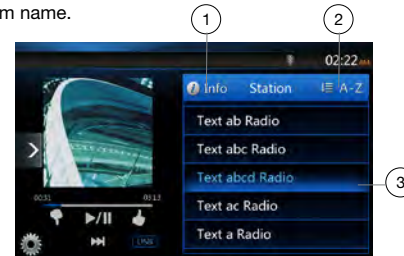 m name.
1
2
02:22
i Info Station A-Z
Text ab Radio
Text abc Radio
Text abcd Radio
3
00:31 03:13
Text ac Radio
Text a Radio